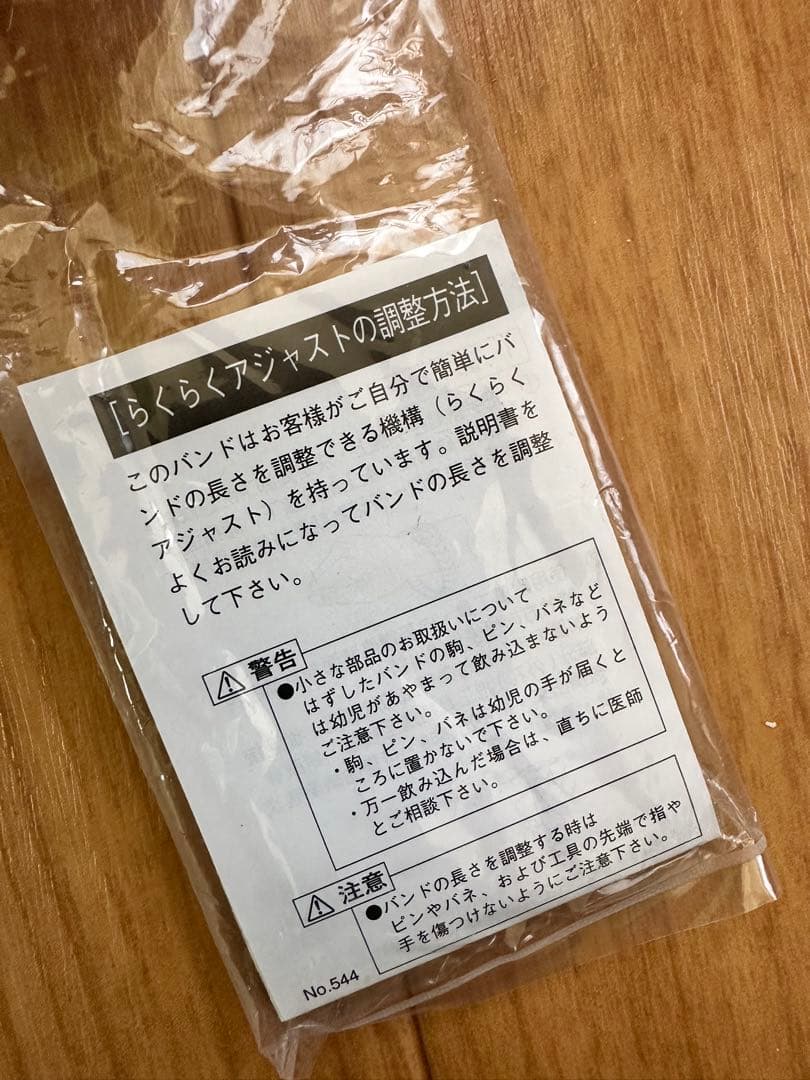 ［らくらくアジャストの調整方法］
このバンドはお客様がご自分で簡単にバ
ンドの長さを調整できる機構（らくらく
アジャスト）を持っています。説明書を
よくお読みになってバンドの長さを調整
して下さい。
⚠ 警告
●小さな部品のお取扱いについて
はずしたバンドの駒、ピン、バネなど
は幼児があやまって飲み込まないよう
ご注意下さい。
・駒、ピン、バネは幼児の手が届くと
ころに置かないで下さい。
・万一飲み込んだ場合は、直ちに医師
とご相談下さい。
⚠ 注意
●バンドの長さを調整する時は
ピンやバネ、および工具の先端で指や
手を傷つけないようにご注意下さい。
No.544